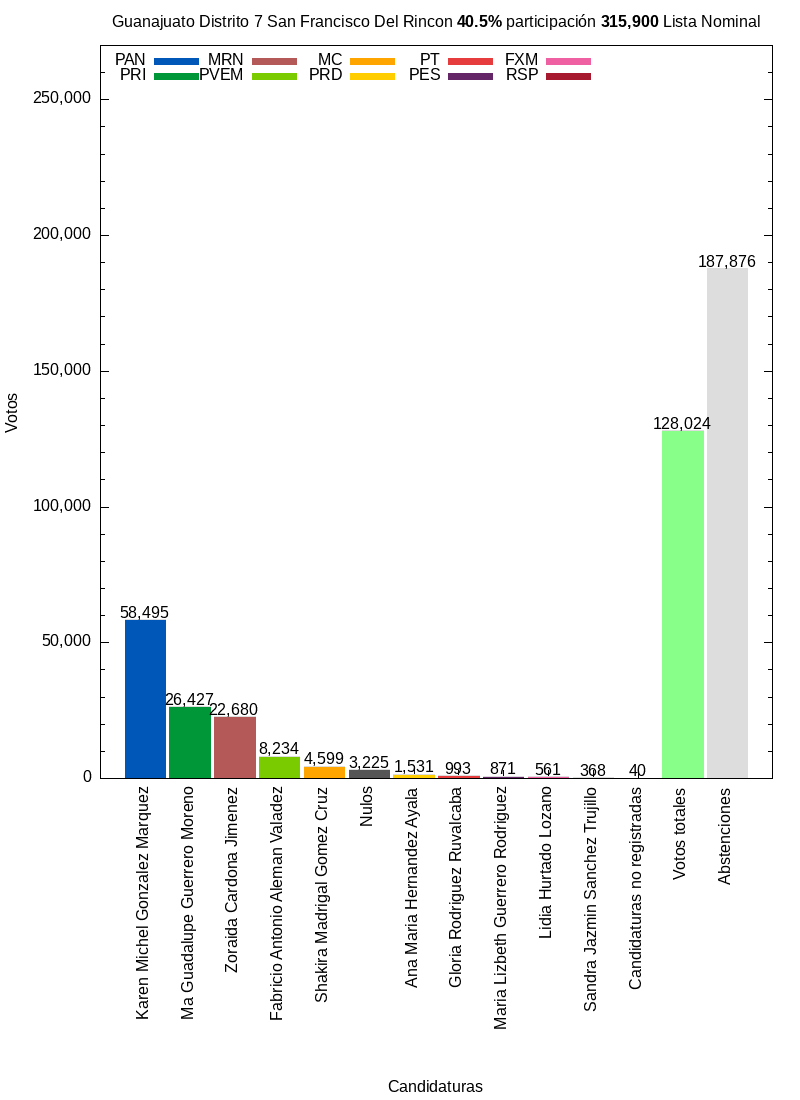 Guanajuato Distrito 7 San Francisco Del Rincon 40.5% participación 315,900 Lista Nominal
PAN MRN MC PT FXM
PRI PVEM PRD PES RSP
Votos
250,000
200,000
150,000
100,000
50,000
0
58,495
26,427
22,680
8,234
4,599
3,225
1,531
993
871
561
368
40
128,024
187,876
Karen Michel Gonzalez Marquez
Ma Guadalupe Guerrero Moreno
Zoraida Cardona Jimenez
Fabricio Antonio Aleman Valadez
Shakira Madrigal Gomez Cruz
Nulos
Ana Maria Hernandez Ayala
Gloria Rodriguez Ruvalcaba
Maria Lizbeth Guerrero Rodriguez
Lidia Hurtado Lozano
Sandra Jazmin Sanchez Trujillo
Candidaturas no registradas
Votos totales
Abstenciones
Candidaturas